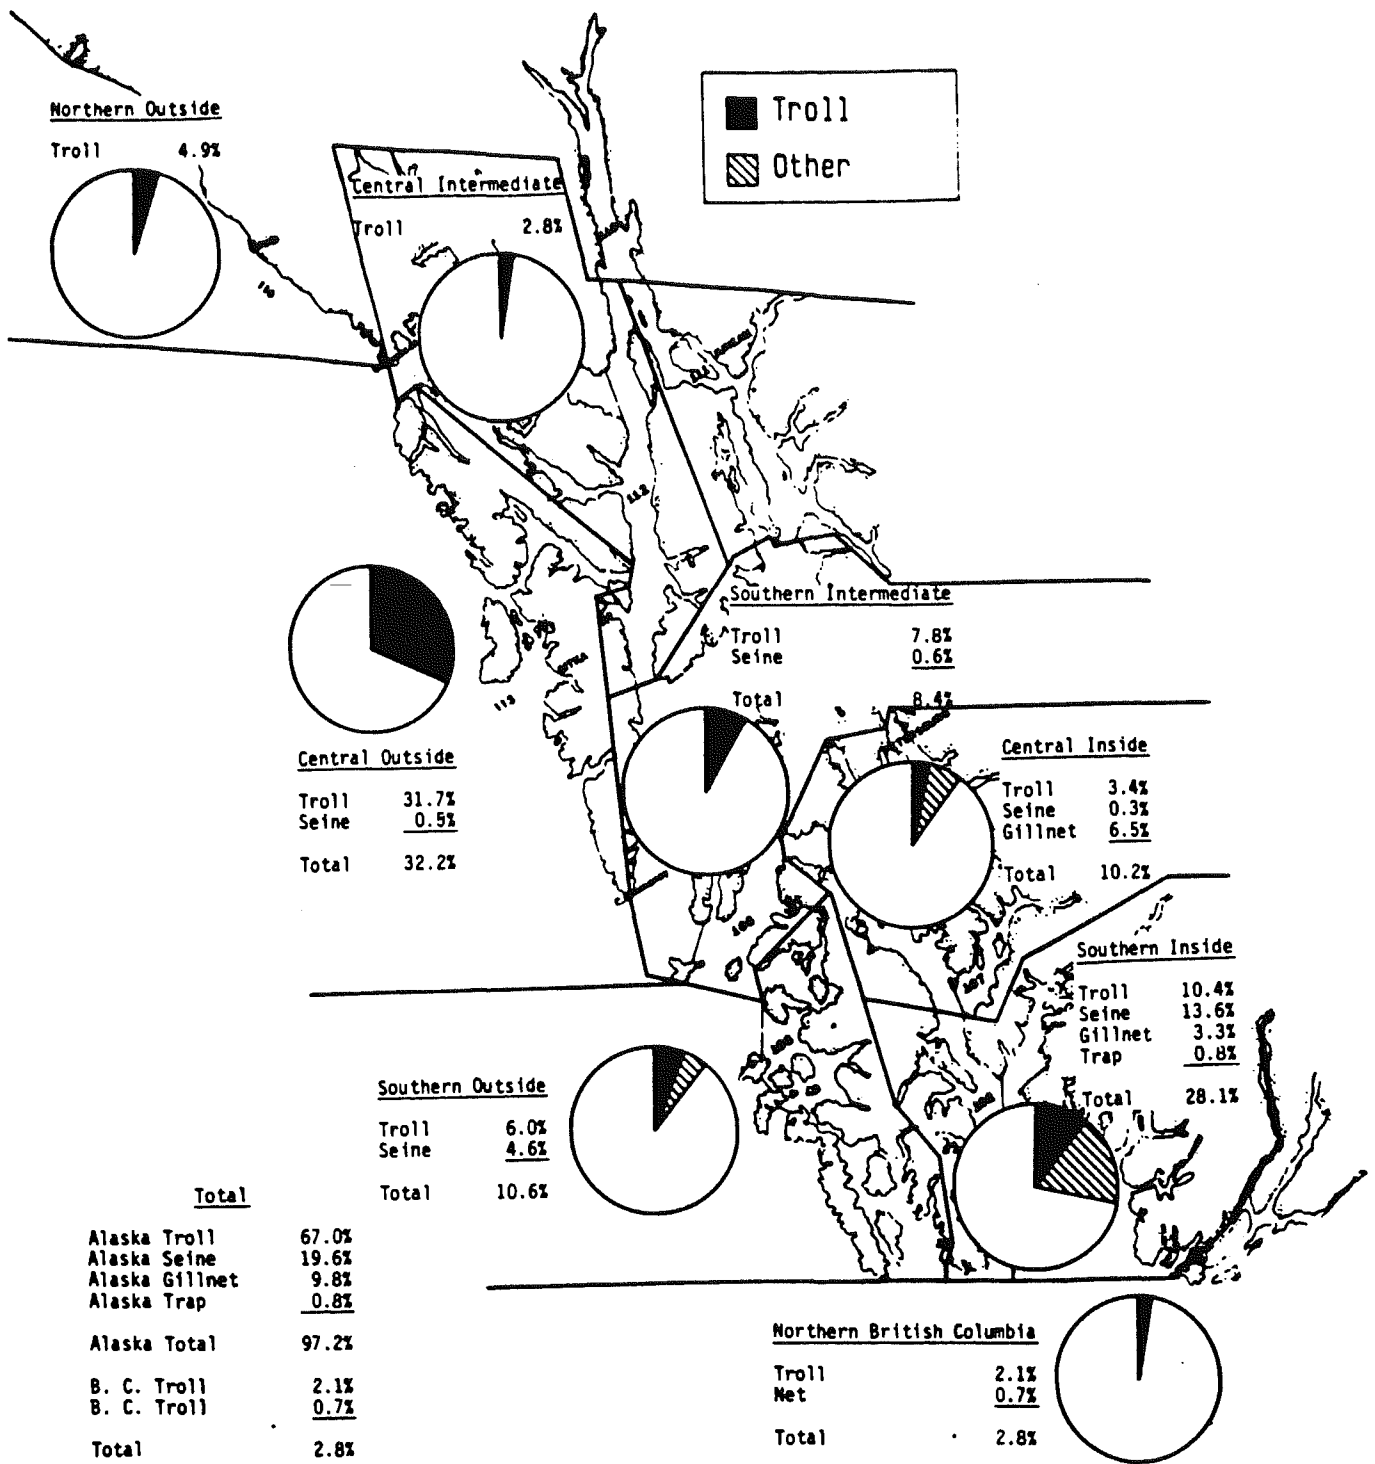 Northern Outside
Troll 4.9%
Troll
Other
Central Intermediate
Troll 2.8%
110
112
113
SITKA
Southern Intermediate
Troll 7.8%
Seine 0.6%
Total 8.4%
Central Outside
Troll 31.7%
Seine 0.5%
Total 32.2%
Central Inside
Troll 3.4%
Seine 0.3%
Gillnet 6.5%
Total 10.2%
107
Southern Inside
Troll 10.4%
Seine 13.6%
Gillnet 3.3%
Trap 0.8%
Total 28.1%
Southern Outside
Troll 6.0%
Seine 4.6%
Total 10.6%
Total
Alaska Troll 67.0%
Alaska Seine 19.6%
Alaska Gillnet 9.8%
Alaska Trap 0.8%
Alaska Total 97.2%
B. C. Troll 2.1%
B. C. Troll 0.7%
Total 2.8%
Northern British Columbia
Troll 2.1%
Net 0.7%
Total 2.8%